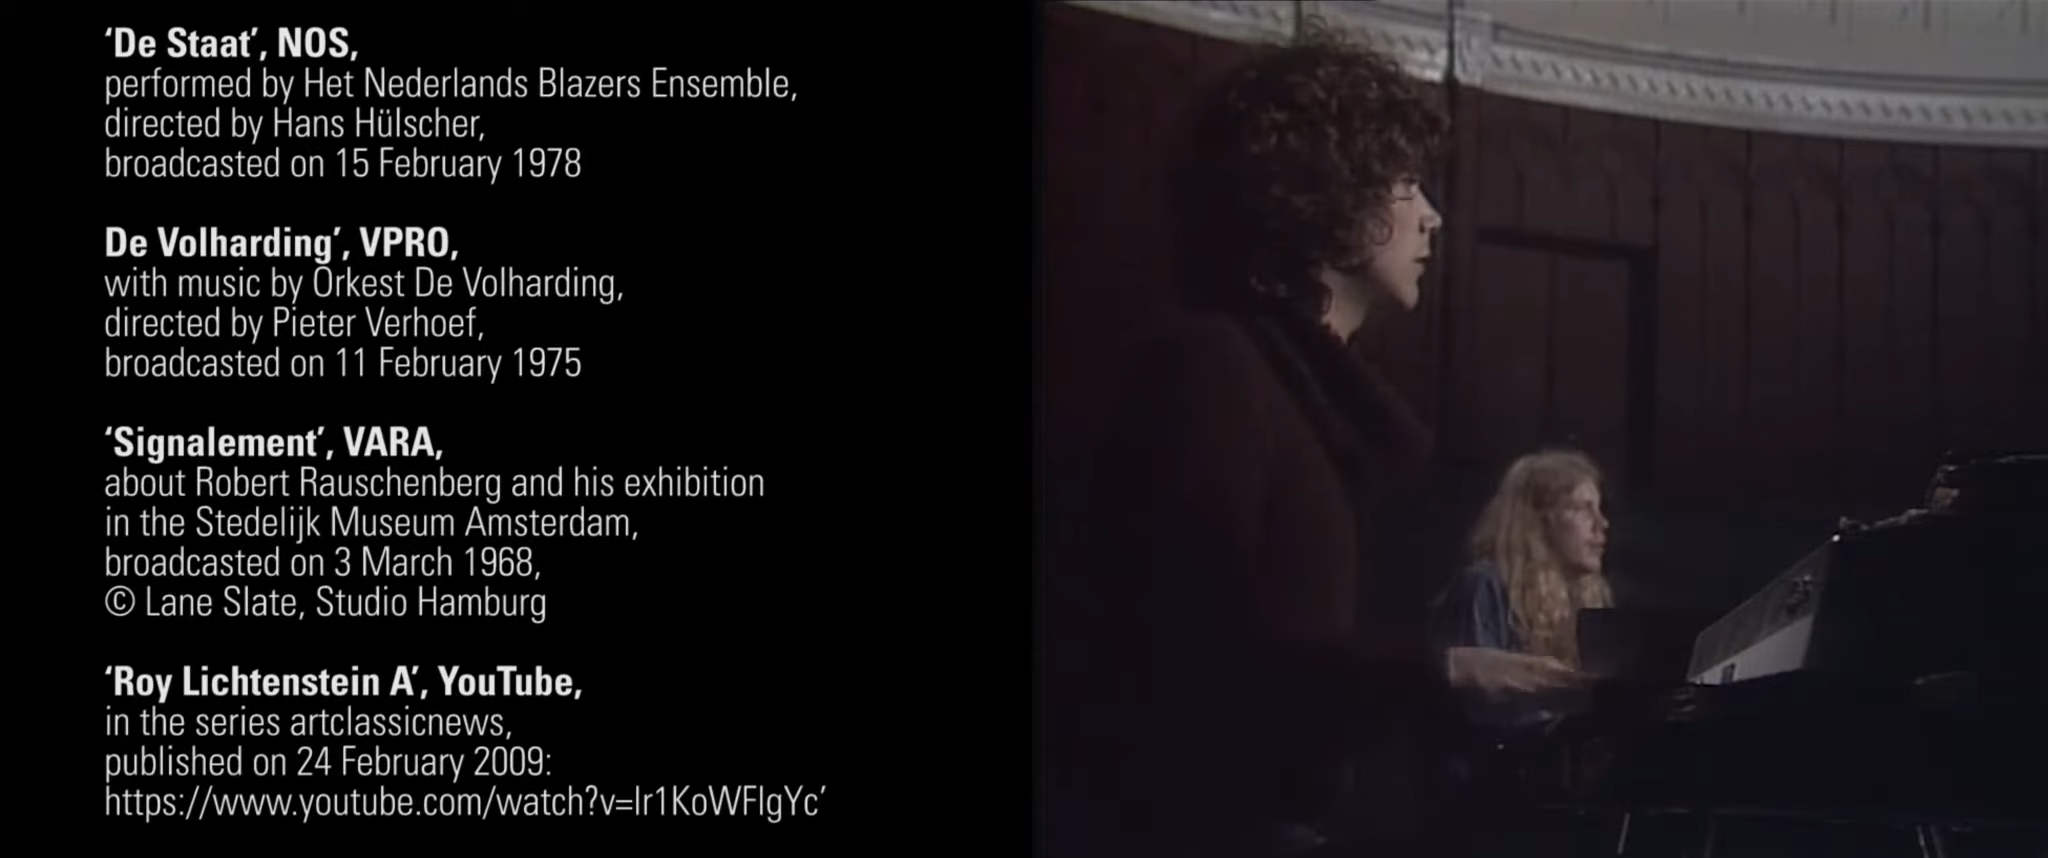 ‘De Staat’, NOS,
performed by Het Nederlands Blazers Ensemble,
directed by Hans Hülscher,
broadcasted on 15 February 1978
De Volharding’, VPRO,
with music by Orkest De Volharding,
directed by Pieter Verhoef,
broadcasted on 11 February 1975
‘Signalement’, VARA,
about Robert Rauschenberg and his exhibition
in the Stedelijk Museum Amsterdam,
broadcasted on 3 March 1968,
© Lane Slate, Studio Hamburg
‘Roy Lichtenstein A’, YouTube,
in the series artclassicnews,
published on 24 February 2009:
https://www.youtube.com/watch?v=lr1KoWFlgYc’